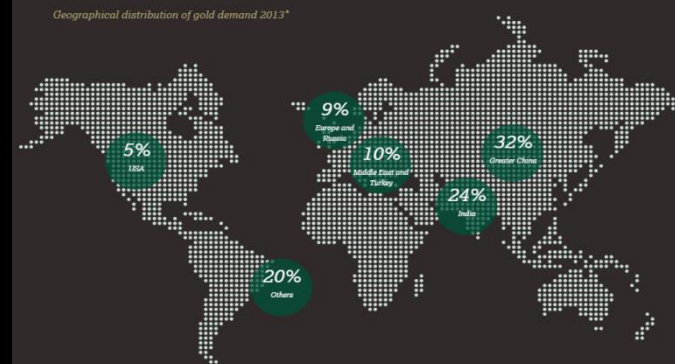 Geographical distribution of gold demand 2013*
9%
Europe and
Russia
5%
USA
10%
Middle East and
Turkey
32%
Greater China
24%
India
20%
Others